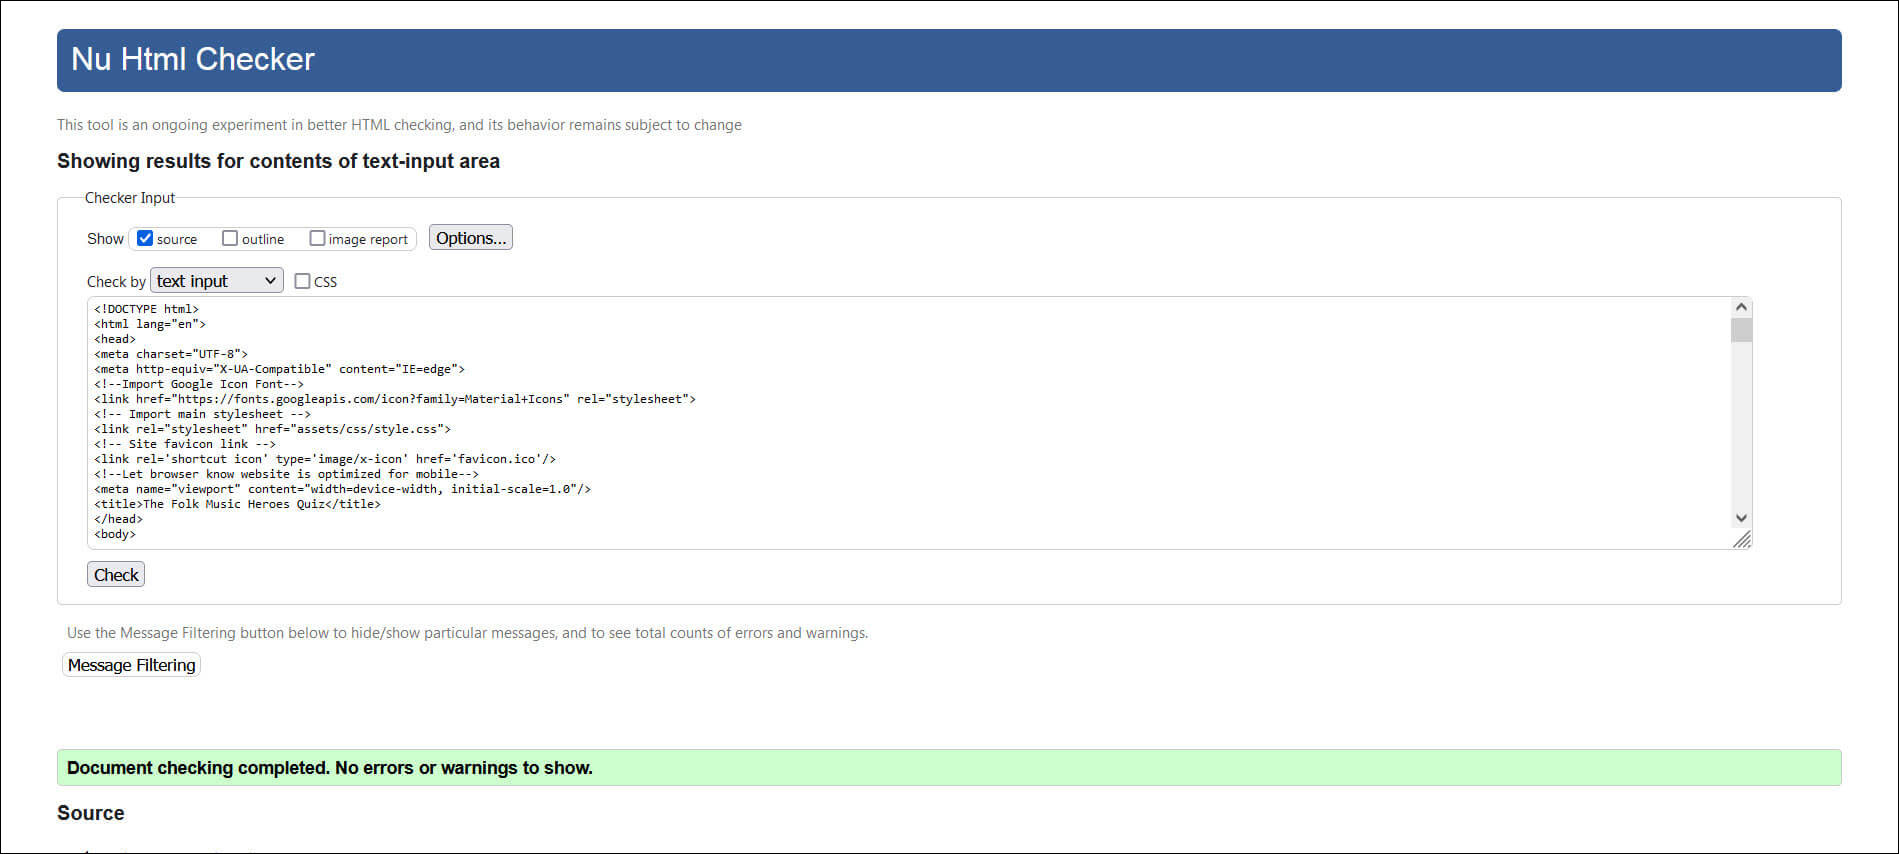 Nu Html Checker
This tool is an ongoing experiment in better HTML checking, and its behavior remains subject to change
Showing results for contents of text-input area
Checker Input
Show source outline image report Options...
Check by text input CSS
<!DOCTYPE html>
<html lang="en">
<head>
<meta charset="UTF-8">
<meta http-equiv="X-UA-Compatible" content="IE=edge">
<!--Import Google Icon Font-->
<link href="https://fonts.googleapis.com/icon?family=Material+Icons" rel="stylesheet">
<!-- Import main stylesheet -->
<link rel="stylesheet" href="assets/css/style.css">
<!-- Site favicon link -->
<link rel='shortcut icon' type='image/x-icon' href='favicon.ico'/>
<!--Let browser know website is optimized for mobile-->
<meta name="viewport" content="width=device-width, initial-scale=1.0"/>
<title>The Folk Music Heroes Quiz</title>
</head>
<body>
Check
Use the Message Filtering button below to hide/show particular messages, and to see total counts of errors and warnings.
Message Filtering
Document checking completed. No errors or warnings to show.
Source